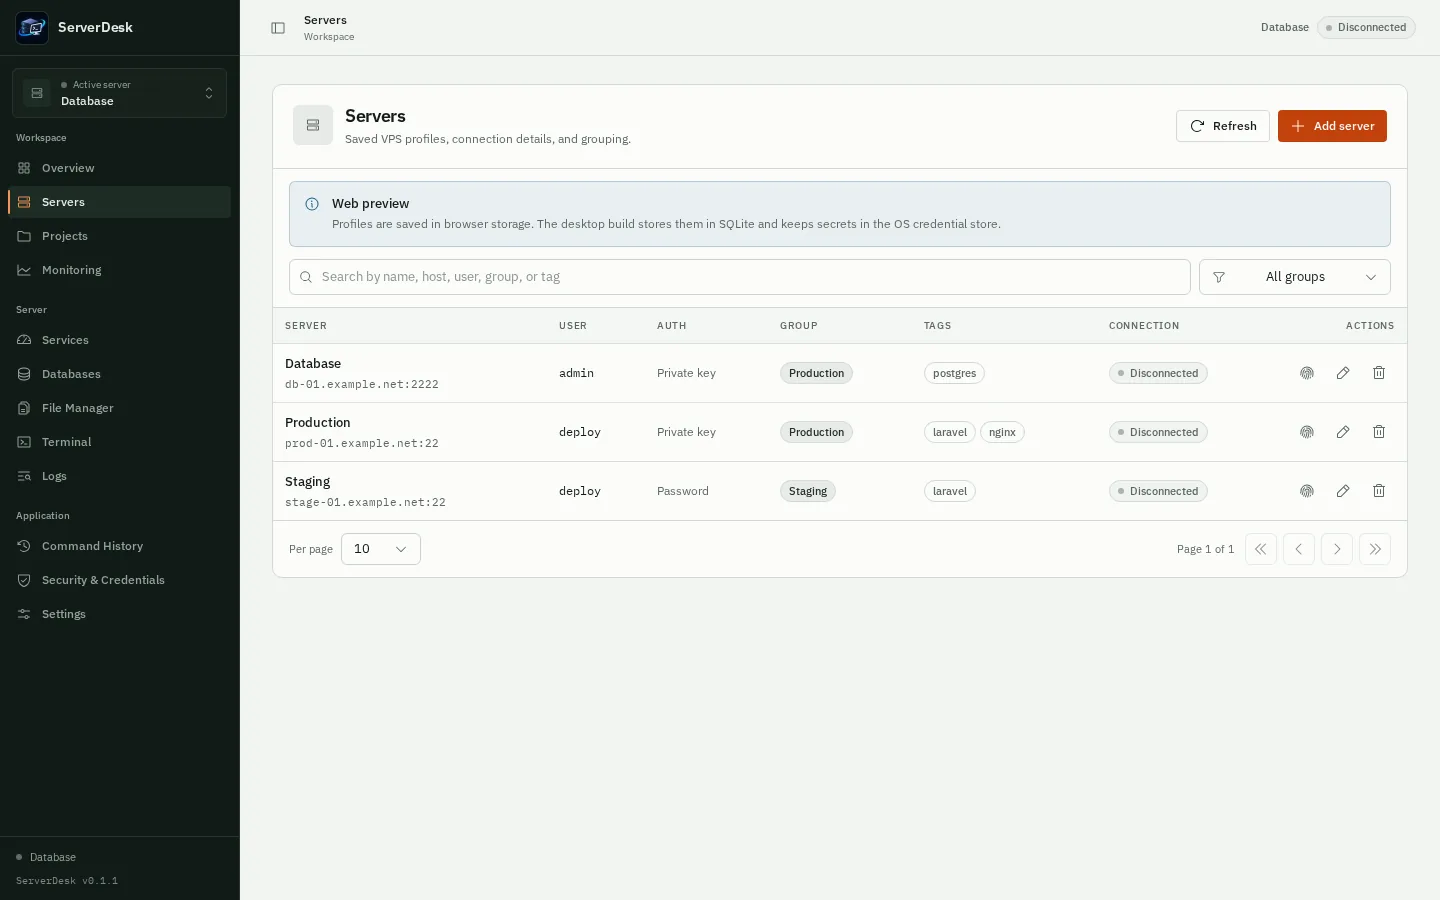 ServerDesk
Active server
Database
Workspace
Overview
Servers
Projects
Monitoring
Server
Services
Databases
File Manager
Terminal
Logs
Application
Command History
Security & Credentials
Settings
Database
ServerDesk v0.1.1
Servers
Workspace
Database Disconnected
Servers
Saved VPS profiles, connection details, and grouping.
Refresh
Add server
Web preview
Profiles are saved in browser storage. The desktop build stores them in SQLite and keeps secrets in the OS credential store.
Search by name, host, user, group, or tag
All groups
SERVER USER AUTH GROUP TAGS CONNECTION ACTIONS
Database
db-01.example.net:2222
admin Private key Production postgres Disconnected
Production
prod-01.example.net:22
deploy Private key Production laravel nginx Disconnected
Staging
stage-01.example.net:22
deploy Password Staging laravel Disconnected
Per page 10
Page 1 of 1